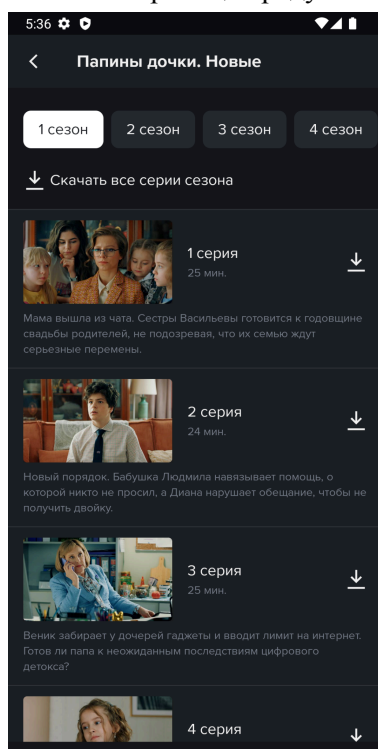 5:36
Папины дочки. Новые
1 сезон 2 сезон 3 сезон 4 сезон
Скачать все серии сезона
1 серия
25 мин.
Мама вышла из чата. Сестры Васильевы готовится к годовщине
свадьбы родителей, не подозревая, что их семью ждут
серьезные перемены.
2 серия
24 мин.
Новый порядок. Бабушка Людмила навязывает помощь, о
которой никто не просил, а Диана нарушает обещание, чтобы не
получить двойку.
3 серия
25 мин.
Веник забирает у дочерей гаджеты и вводит лимит на интернет.
Готов ли папа к неожиданным последствиям цифрового
детокса?
4 серия